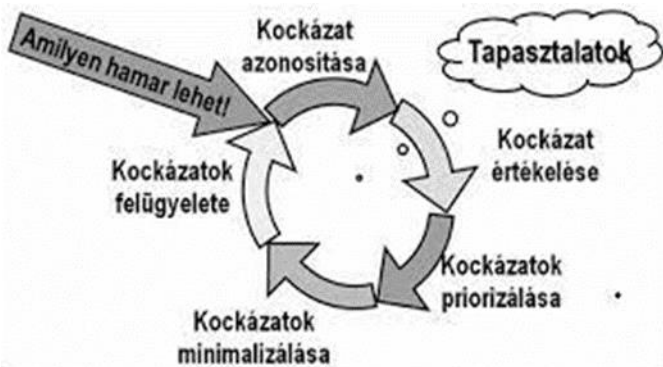 Amilyen hamar lehet!
Kockázat
azonosítása
Tapasztalatok
Kockázat
értékelése
Kockázatok
priorizálása
Kockázatok
minimalizálása
Kockázatok
felügyelete